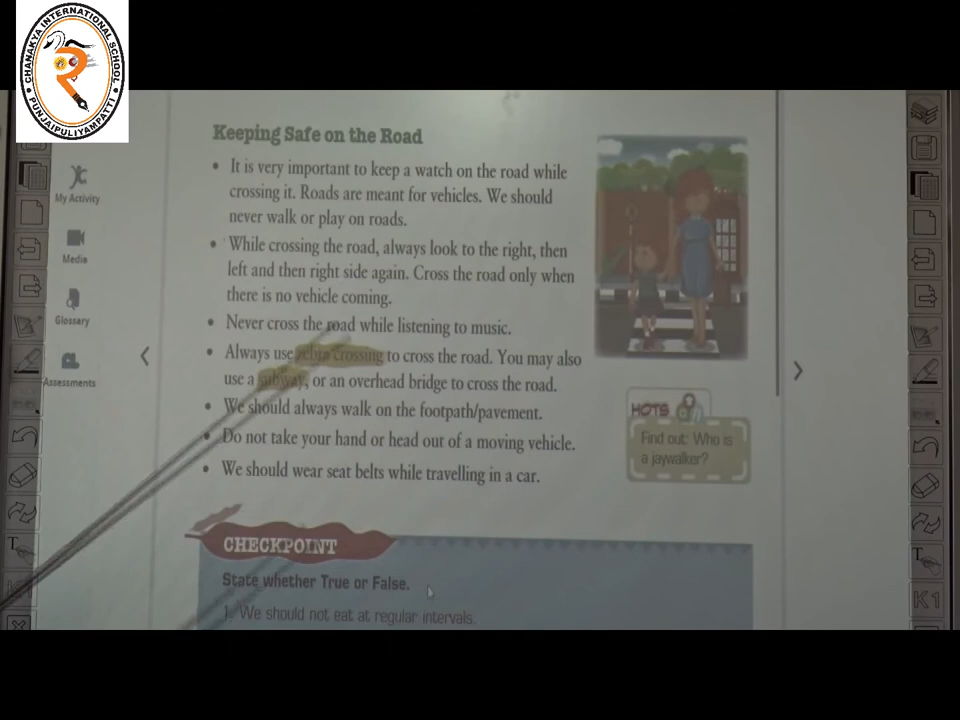 CHANAKYA INTERNATIONAL SCHOOL
PUNJAIPULIYAMPATTI
Keeping Safe on the Road
• It is very important to keep a watch on the road while
crossing it. Roads are meant for vehicles. We should
never walk or play on roads.
• While crossing the road, always look to the right, then
left and then right side again. Cross the road only when
there is no vehicle coming.
• Never cross the road while listening to music.
• Always use zebra crossing to cross the road. You may also
use a subway, or an overhead bridge to cross the road.
• We should always walk on the footpath/pavement.
• Do not take your hand or head out of a moving vehicle.
• We should wear seat belts while travelling in a car.
My Activity
Media
Glossary
Assessments
HOTS
Find out: Who is
a jaywalker?
CHECKPOINT
State whether True or False.
1. We should not eat at regular intervals.
T
T
K1